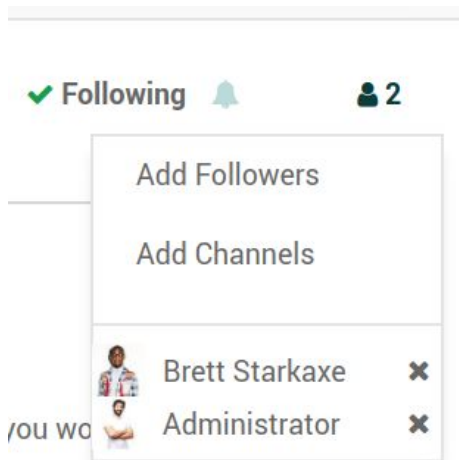 Following 2
Add Followers
Add Channels
Brett Starkaxe
you wo
Administrator